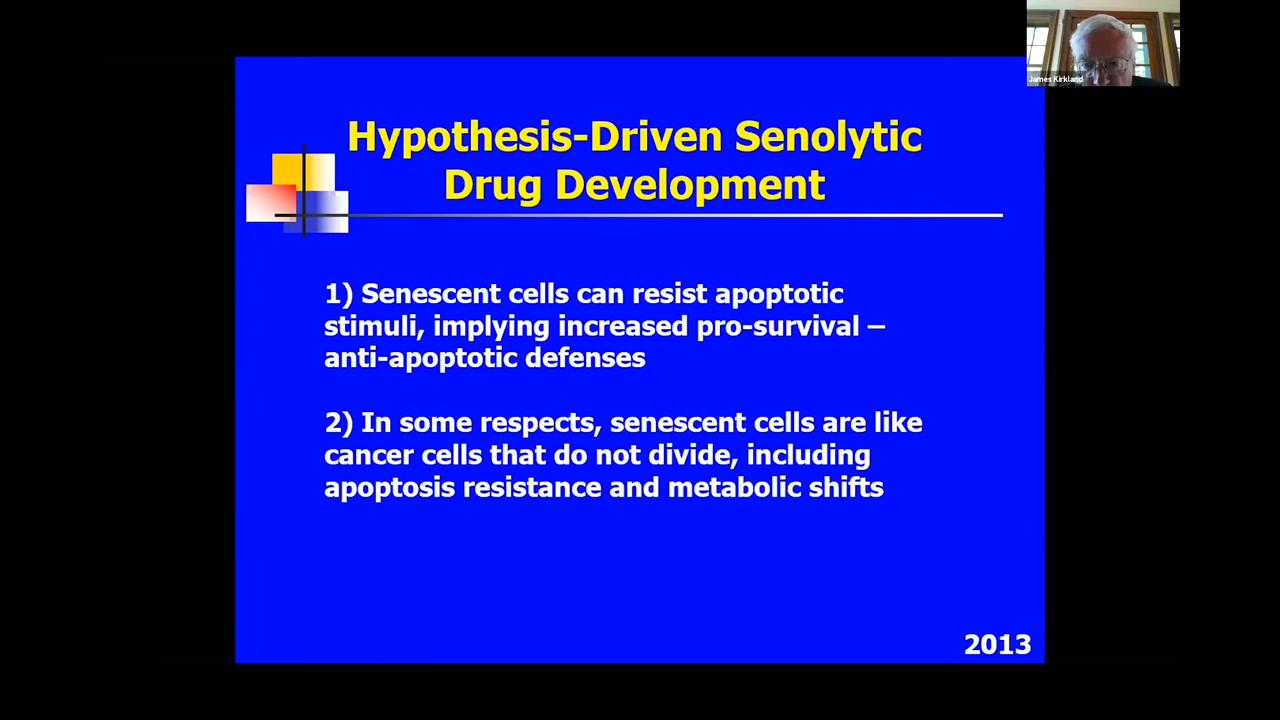 James Kirkland
Hypothesis-Driven Senolytic
Drug Development
1) Senescent cells can resist apoptotic
stimuli, implying increased pro-survival –
anti-apoptotic defenses
2) In some respects, senescent cells are like
cancer cells that do not divide, including
apoptosis resistance and metabolic shifts
2013